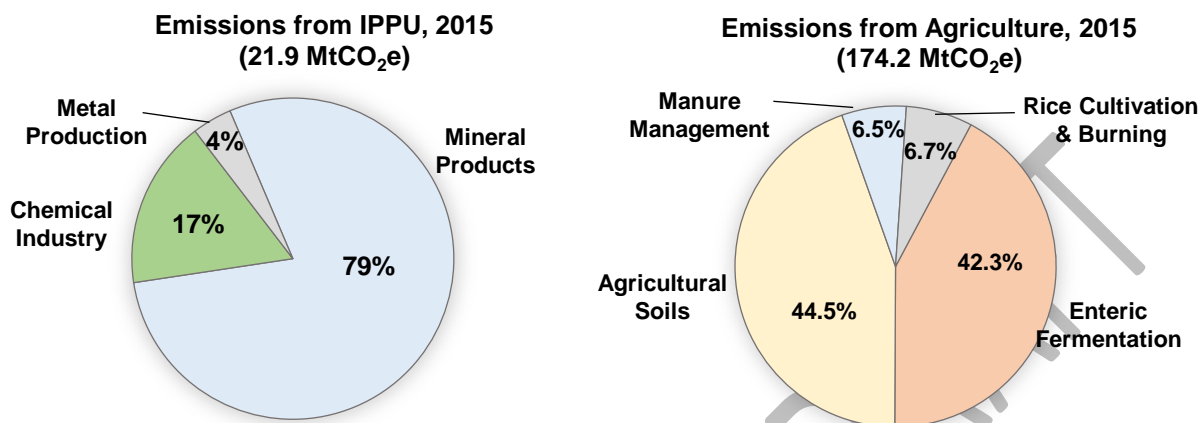 Emissions from IPPU, 2015
(21.9 MtCO₂e)
Metal
Production
4%
Mineral
Products
Chemical
Industry
17%
79%
Emissions from Agriculture, 2015
(174.2 MtCO₂e)
Manure
Management
6.5%
Rice Cultivation
& Burning
6.7%
42.3%
Agricultural
Soils
44.5%
Enteric
Fermentation